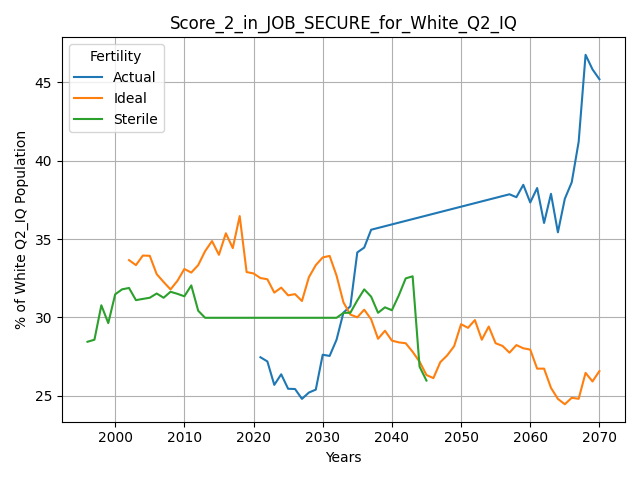 Score_2_in_JOB_SECURE_for_White_Q2_IQ
% of White Q2_IQ Population
45
40
35
30
25
Fertility
Actual
Ideal
Sterile
2000 2010 2020 2030 2040 2050 2060 2070
Years